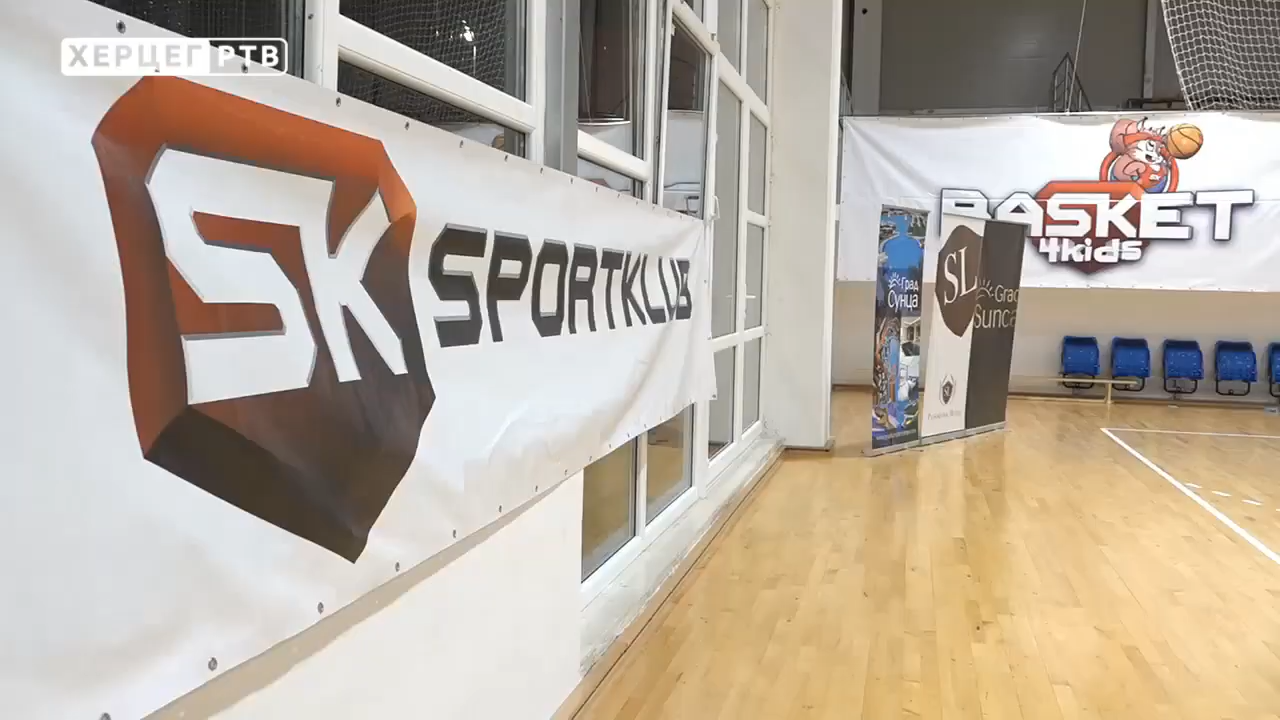 ХЕРЦЕГ РТВ
SK SPORTKLUB
BASKET
4kids
Град
Сунца
SL
Grad
Sunca